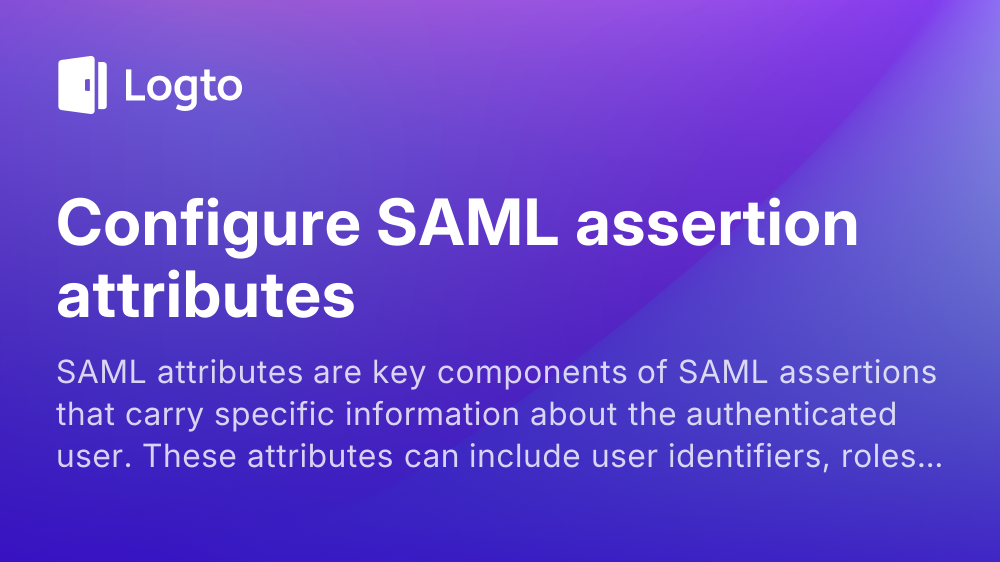 Logto
Configure SAML assertion
attributes
SAML attributes are key components of SAML assertions
that carry specific information about the authenticated
user. These attributes can include user identifiers, roles...